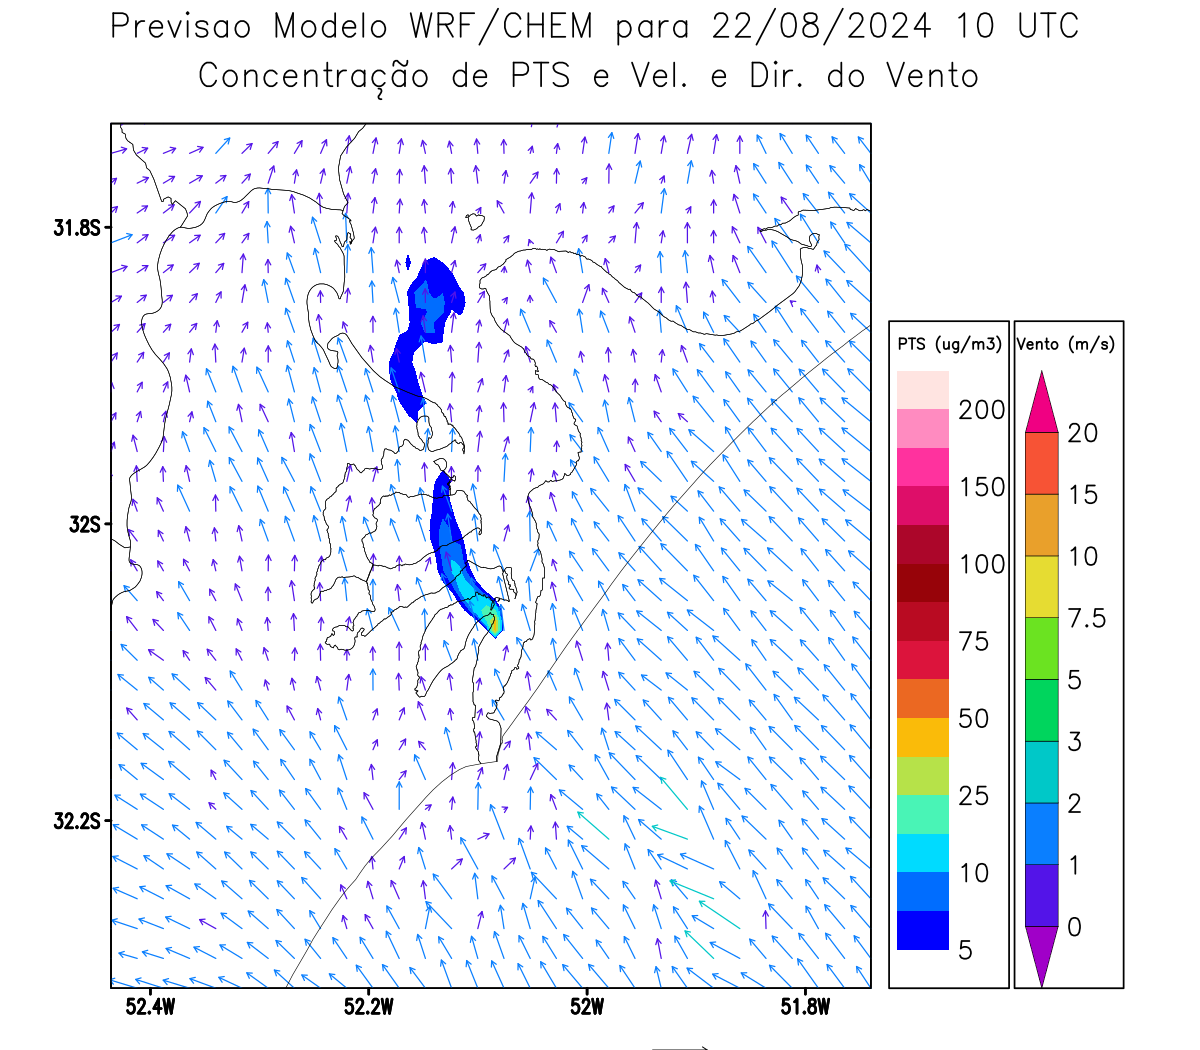 Previsao Modelo WRF/CHEM para 22/08/2024 10 UTC
Concentração de PTS e Vel. e Dir. do Vento
31.8S
32S
32.2S
52.4W
52.2W
52W
51.8W
PTS (ug/m3)
200
150
100
75
50
25
10
5
Vento (m/s)
20
15
10
7.5
5
3
2
1
0